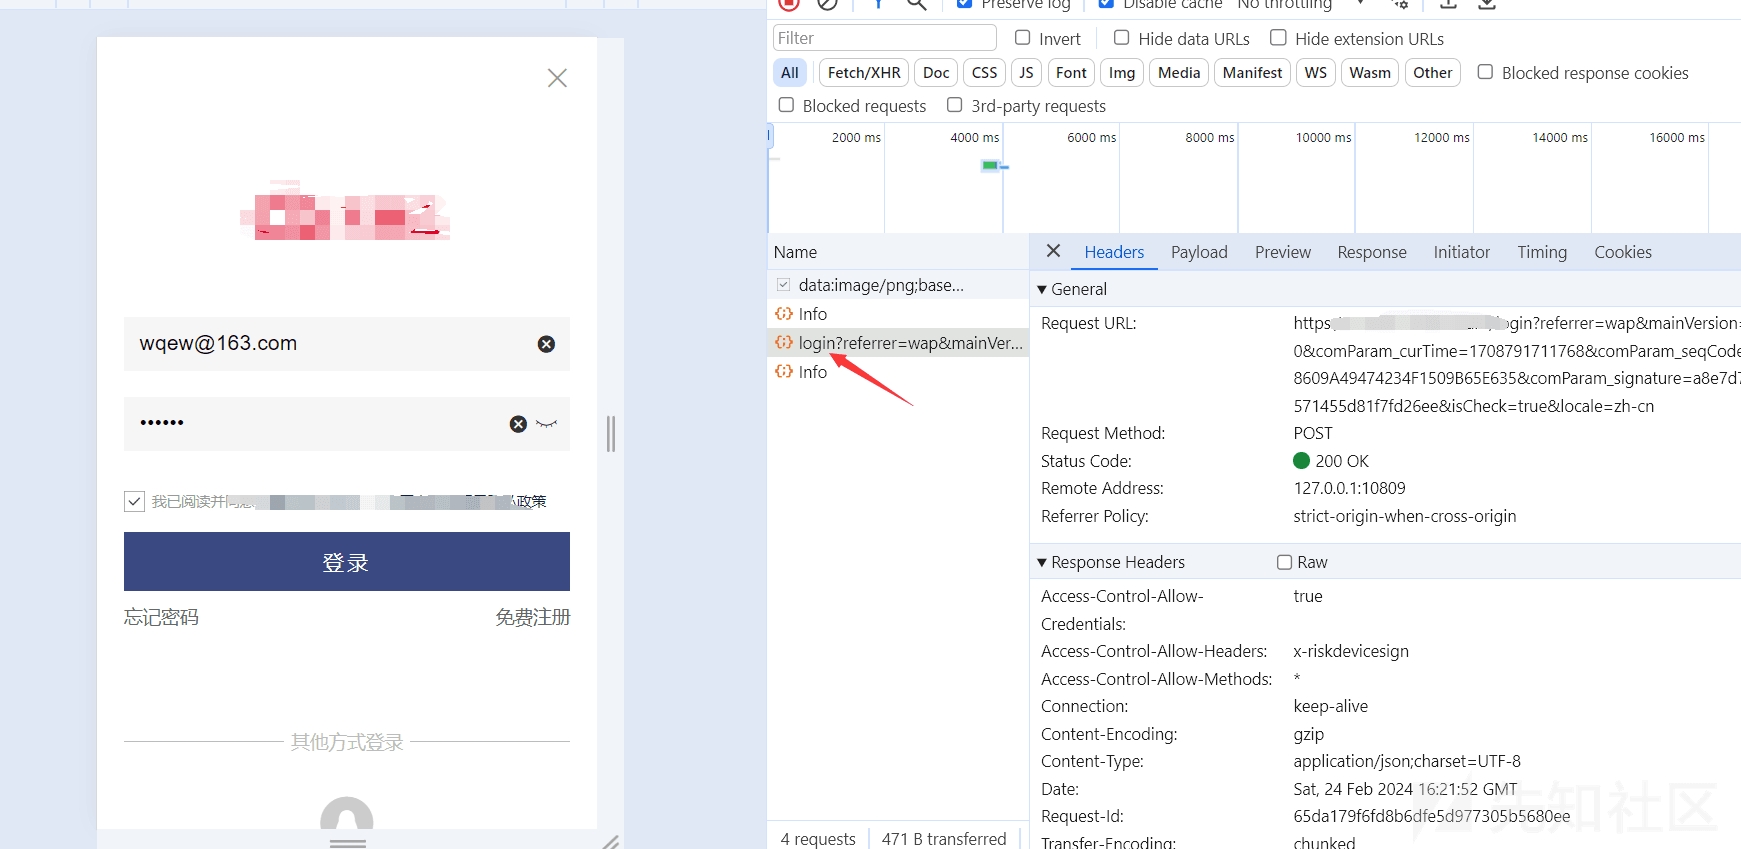 Preserve log Disable cache No throttling
Filter Invert Hide data URLs Hide extension URLs
All Fetch/XHR Doc CSS JS Font Img Media Manifest WS Wasm Other Blocked response cookies
Blocked requests 3rd-party requests
2000 ms 4000 ms 6000 ms 8000 ms 10000 ms 12000 ms 14000 ms 16000 ms
Name
data:image/png;base...
Info
login?referrer=wap&mainVer...
Info
4 requests 471 B transferred
Headers Payload Preview Response Initiator Timing Cookies
General
Request URL: https login?referrer=wap&mainVersion=
0&comParam_curTime=1708791711768&comParam_seqCode
8609A49474234F1509B65E635&comParam_signature=a8e7d7
571455d81f7fd26ee&isCheck=true&locale=zh-cn
Request Method: POST
Status Code: 200 OK
Remote Address: 127.0.0.1:10809
Referrer Policy: strict-origin-when-cross-origin
Response Headers Raw
Access-Control-Allow- true
Credentials:
Access-Control-Allow-Headers: x-riskdevicesign
Access-Control-Allow-Methods: *
Connection: keep-alive
Content-Encoding: gzip
Content-Type: application/json;charset=UTF-8
Date: Sat, 24 Feb 2024 16:21:52 GMT
Request-Id: 65da179f6fd8b6dfe5d977305b5680ee
Transfer-Encoding: chunked
wqew@163.com
••••••
我已阅读并同意 政策
登录
忘记密码 免费注册
其他方式登录
先知社区